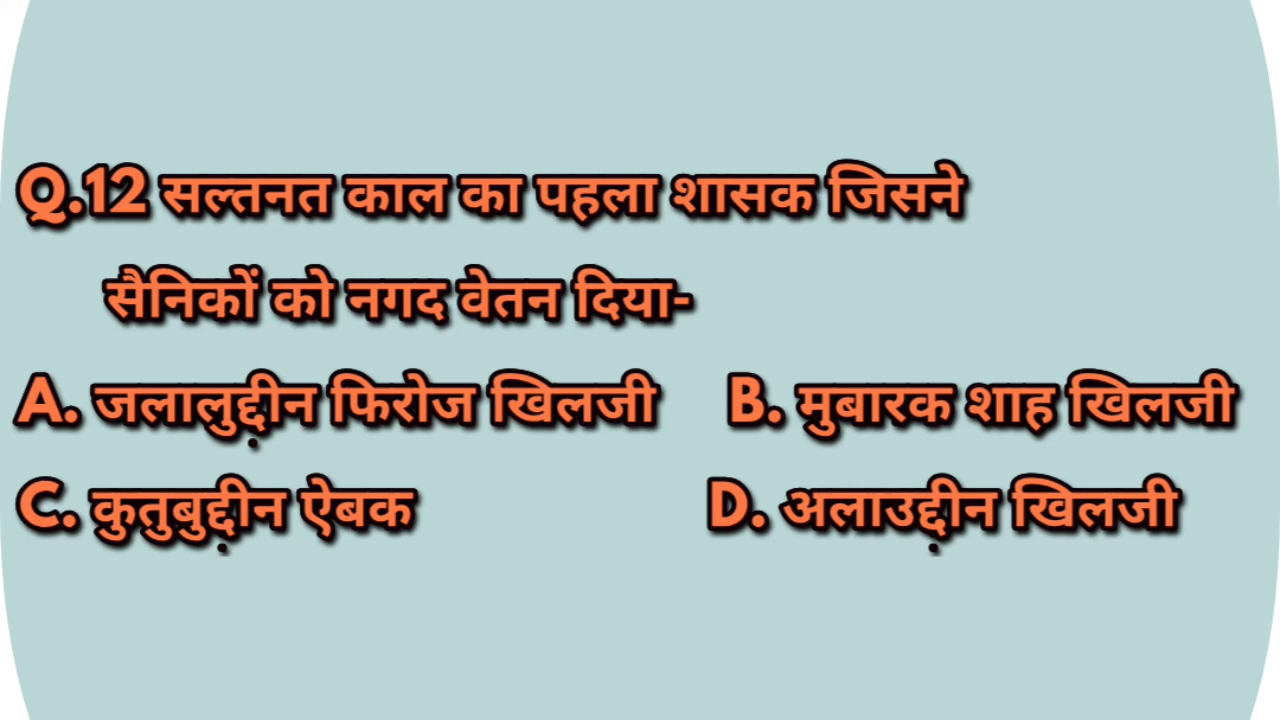 Q.12 सल्तनत काल का पहला शासक जिसने
सैनिकों को नगद वेतन दिया-
A. जलालुद्दीन फिरोज खिलजी B. मुबारक शाह खिलजी
C. कुतुबुद्दीन ऐबक D. अलाउद्दीन खिलजी